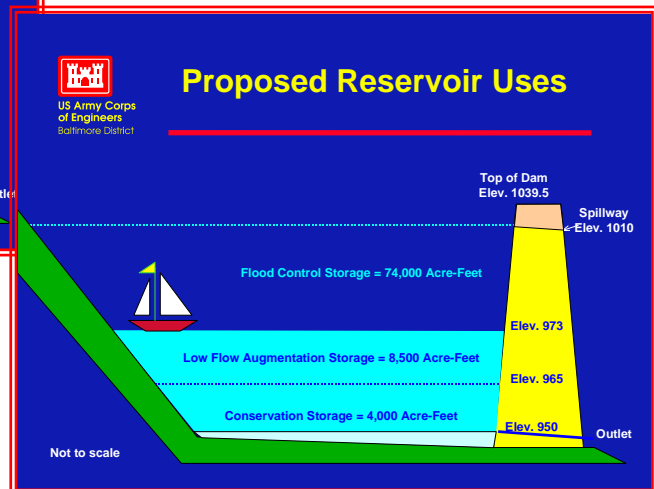 US Army Corps
of Engineers
Baltimore District
Proposed Reservoir Uses
Top of Dam
Elev. 1039.5
Spillway
Elev. 1010
Flood Control Storage = 74,000 Acre-Feet
Elev. 973
Low Flow Augmentation Storage = 8,500 Acre-Feet
Elev. 965
Conservation Storage = 4,000 Acre-Feet
Elev. 950
Outlet
Not to scale